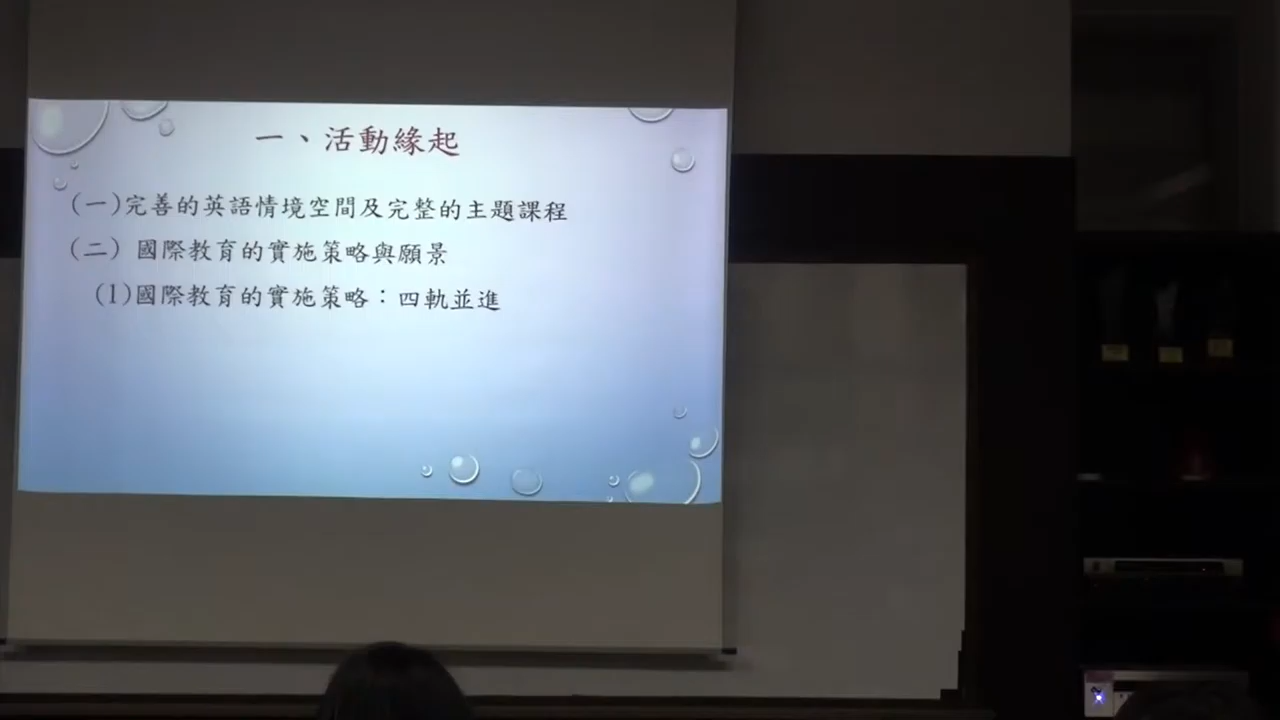 一、活動緣起
(一)完善的英語情境空間及完整的主題課程
(二) 國際教育的實施策略與願景
(1)國際教育的實施策略：四軌並進